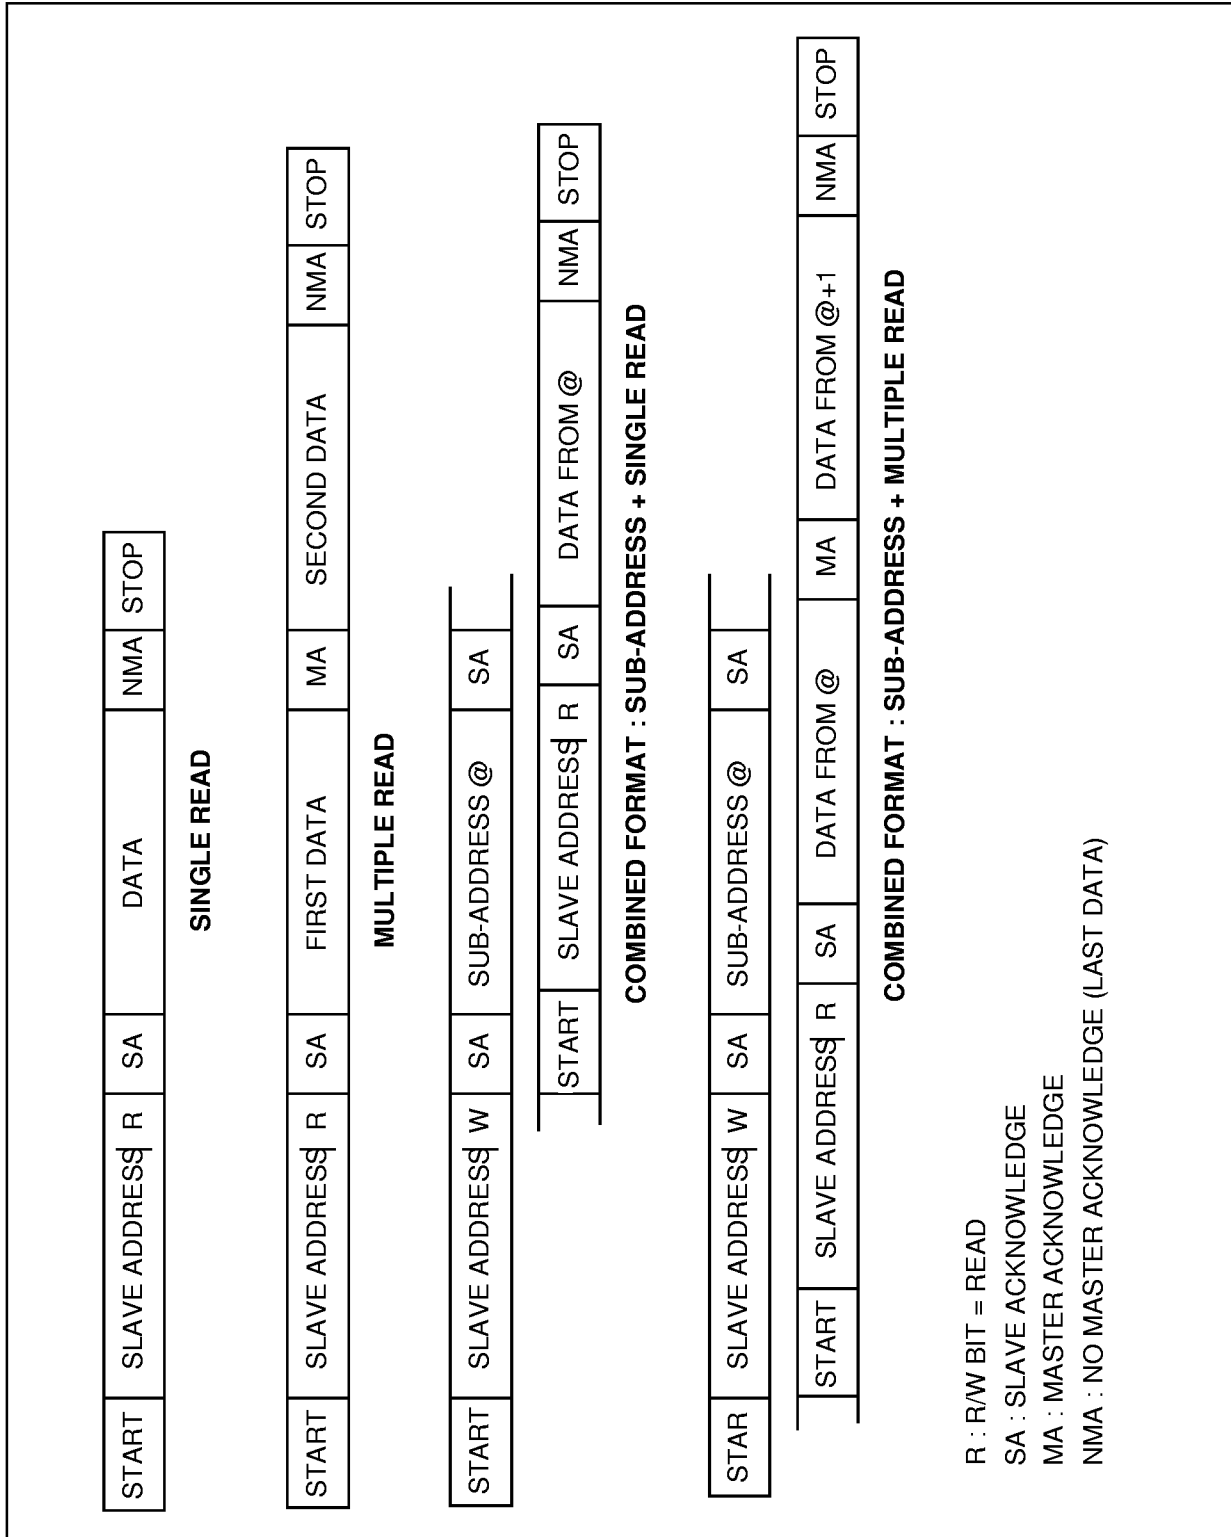 START SLAVE ADDRESS R SA DATA NMA STOP
SINGLE READ
START SLAVE ADDRESS R SA FIRST DATA MA SECOND DATA NMA STOP
MULTIPLE READ
START SLAVE ADDRESS W SA SUB-ADDRESS @ SA
START SLAVE ADDRESS R SA DATA FROM @ NMA STOP
COMBINED FORMAT : SUB-ADDRESS + SINGLE READ
STAR SLAVE ADDRESS W SA SUB-ADDRESS @ SA
START SLAVE ADDRESS R SA DATA FROM @ MA DATA FROM @+1 NMA STOP
COMBINED FORMAT : SUB-ADDRESS + MULTIPLE READ
R : R/W BIT = READ
SA : SLAVE ACKNOWLEDGE
MA : MASTER ACKNOWLEDGE
NMA : NO MASTER ACKNOWLEDGE (LAST DATA)